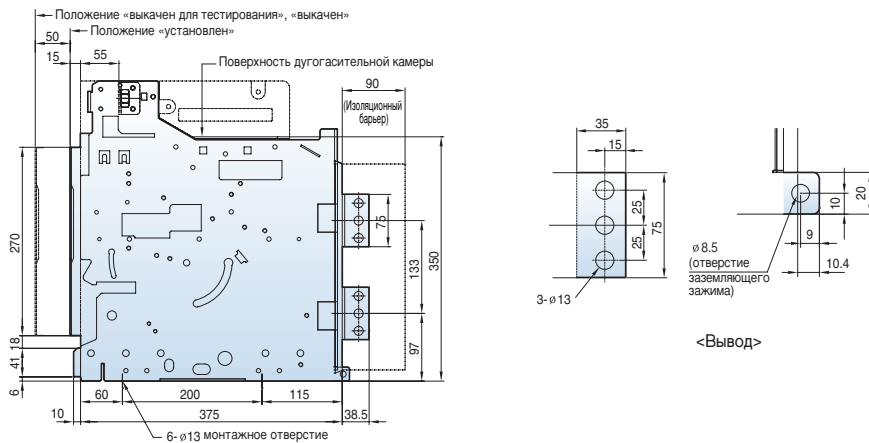 Положение «выкачен для тестирования», «выкачен»
50
Положение «установлен»
15
55
Поверхность дугогасительной камеры
90
(Изоляционный
барьер)
270
75
133
350
97
18
41
6
60
200
115
10
375
38.5
6- ø13 монтажное отверстие
35
15
25
25
75
3- ø13
20
10
9
10.4
ø 8.5
(отверстие
заземляющего
зажима)
<Вывод>